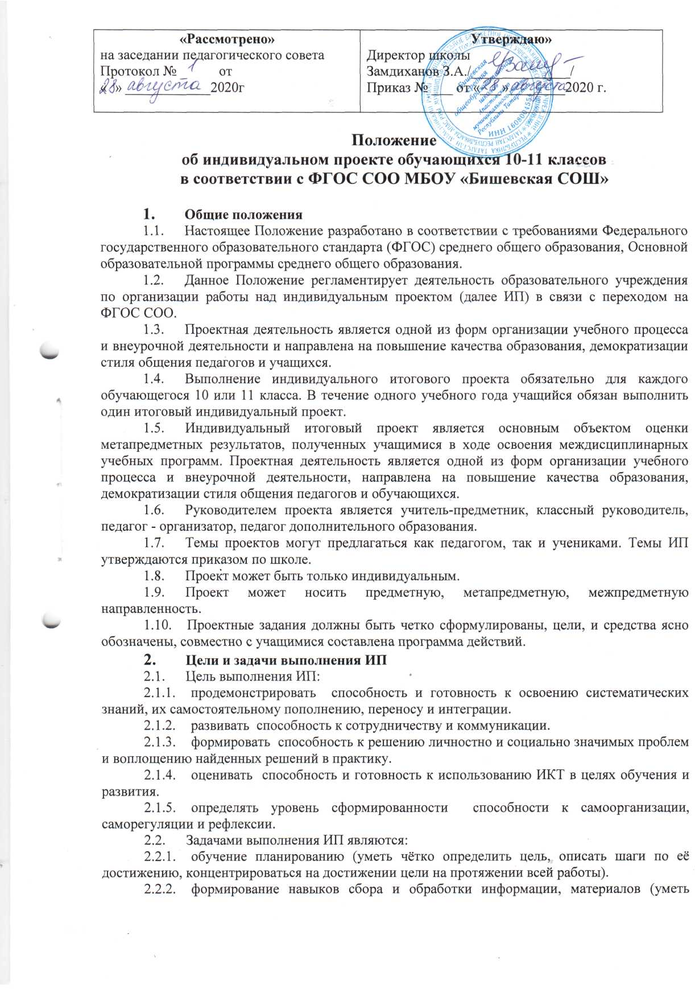 «Рассмотрено»
на заседании педагогического совета
Протокол № 1 от
«28» августа 2020г
Утверждаю»
Директор школы
Замдиханов З.А./ /
Приказ № ___ от «28» августа 2020 г.
Бишевская
средняя
общеобразовательная
школа
Апастовского
муниципального района
Республики Татарстан
ИНН 160800455
Положение
об индивидуальном проекте обучающихся 10-11 классов
в соответствии с ФГОС СОО МБОУ «Бишевская СОШ»
1. Общие положения
1.1. Настоящее Положение разработано в соответствии с требованиями Федерального
государственного образовательного стандарта (ФГОС) среднего общего образования, Основной
образовательной программы среднего общего образования.
1.2. Данное Положение регламентирует деятельность образовательного учреждения
по организации работы над индивидуальным проектом (далее ИП) в связи с переходом на
ФГОС СОО.
1.3. Проектная деятельность является одной из форм организации учебного процесса
и внеурочной деятельности и направлена на повышение качества образования, демократизации
стиля общения педагогов и учащихся.
1.4. Выполнение индивидуального итогового проекта обязательно для каждого
обучающегося 10 или 11 класса. В течение одного учебного года учащийся обязан выполнить
один итоговый индивидуальный проект.
1.5. Индивидуальный итоговый проект является основным объектом оценки
метапредметных результатов, полученных учащимися в ходе освоения междисциплинарных
учебных программ. Проектная деятельность является одной из форм организации учебного
процесса и внеурочной деятельности, направлена на повышение качества образования,
демократизации стиля общения педагогов и обучающихся.
1.6. Руководителем проекта является учитель-предметник, классный руководитель,
педагог - организатор, педагог дополнительного образования.
1.7. Темы проектов могут предлагаться как педагогом, так и учениками. Темы ИП
утверждаются приказом по школе.
1.8. Проект может быть только индивидуальным.
1.9. Проект может носить предметную, метапредметную, межпредметную
направленность.
1.10. Проектные задания должны быть четко сформулированы, цели, и средства ясно
обозначены, совместно с учащимися составлена программа действий.
2. Цели и задачи выполнения ИП
2.1. Цель выполнения ИП:
2.1.1. продемонстрировать способность и готовность к освоению систематических
знаний, их самостоятельному пополнению, переносу и интеграции.
2.1.2. развивать способность к сотрудничеству и коммуникации.
2.1.3. формировать способность к решению личностно и социально значимых проблем
и воплощению найденных решений в практику.
2.1.4. оценивать способность и готовность к использованию ИКТ в целях обучения и
развития.
2.1.5. определять уровень сформированности способности к самоорганизации,
саморегуляции и рефлексии.
2.2. Задачами выполнения ИП являются:
2.2.1. обучение планированию (уметь чётко определить цель, описать шаги по её
достижению, концентрироваться на достижении цели на протяжении всей работы).
2.2.2. формирование навыков сбора и обработки информации, материалов (уметь